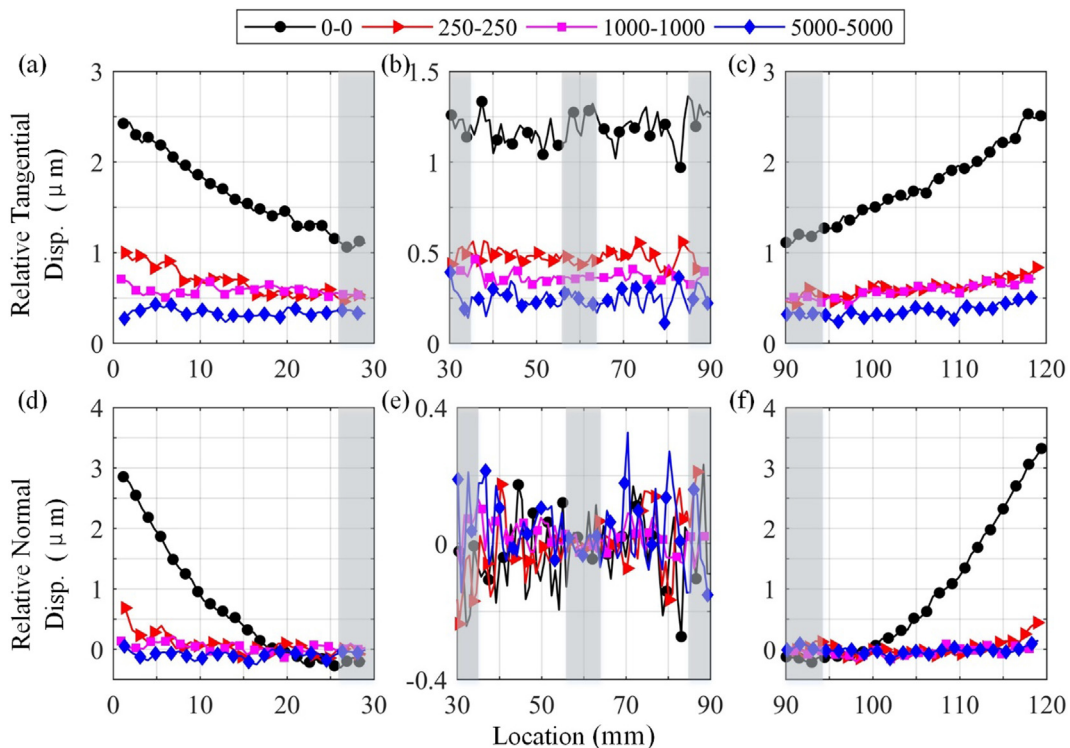 0-0 250-250 1000-1000 5000-5000
(a) (b) (c)
Relative Tangential
Disp. (μm)
3
2
1
0
0 10 20 30
1.5
1
0.5
0
30 50 70 90
3
2
1
0
90 100 110 120
(d) (e) (f)
Relative Normal
Disp. (μm)
4
3
2
1
0
0 10 20 30
0.4
0
-0.4
30 50 70 90
4
3
2
1
0
90 100 110 120
Location (mm)